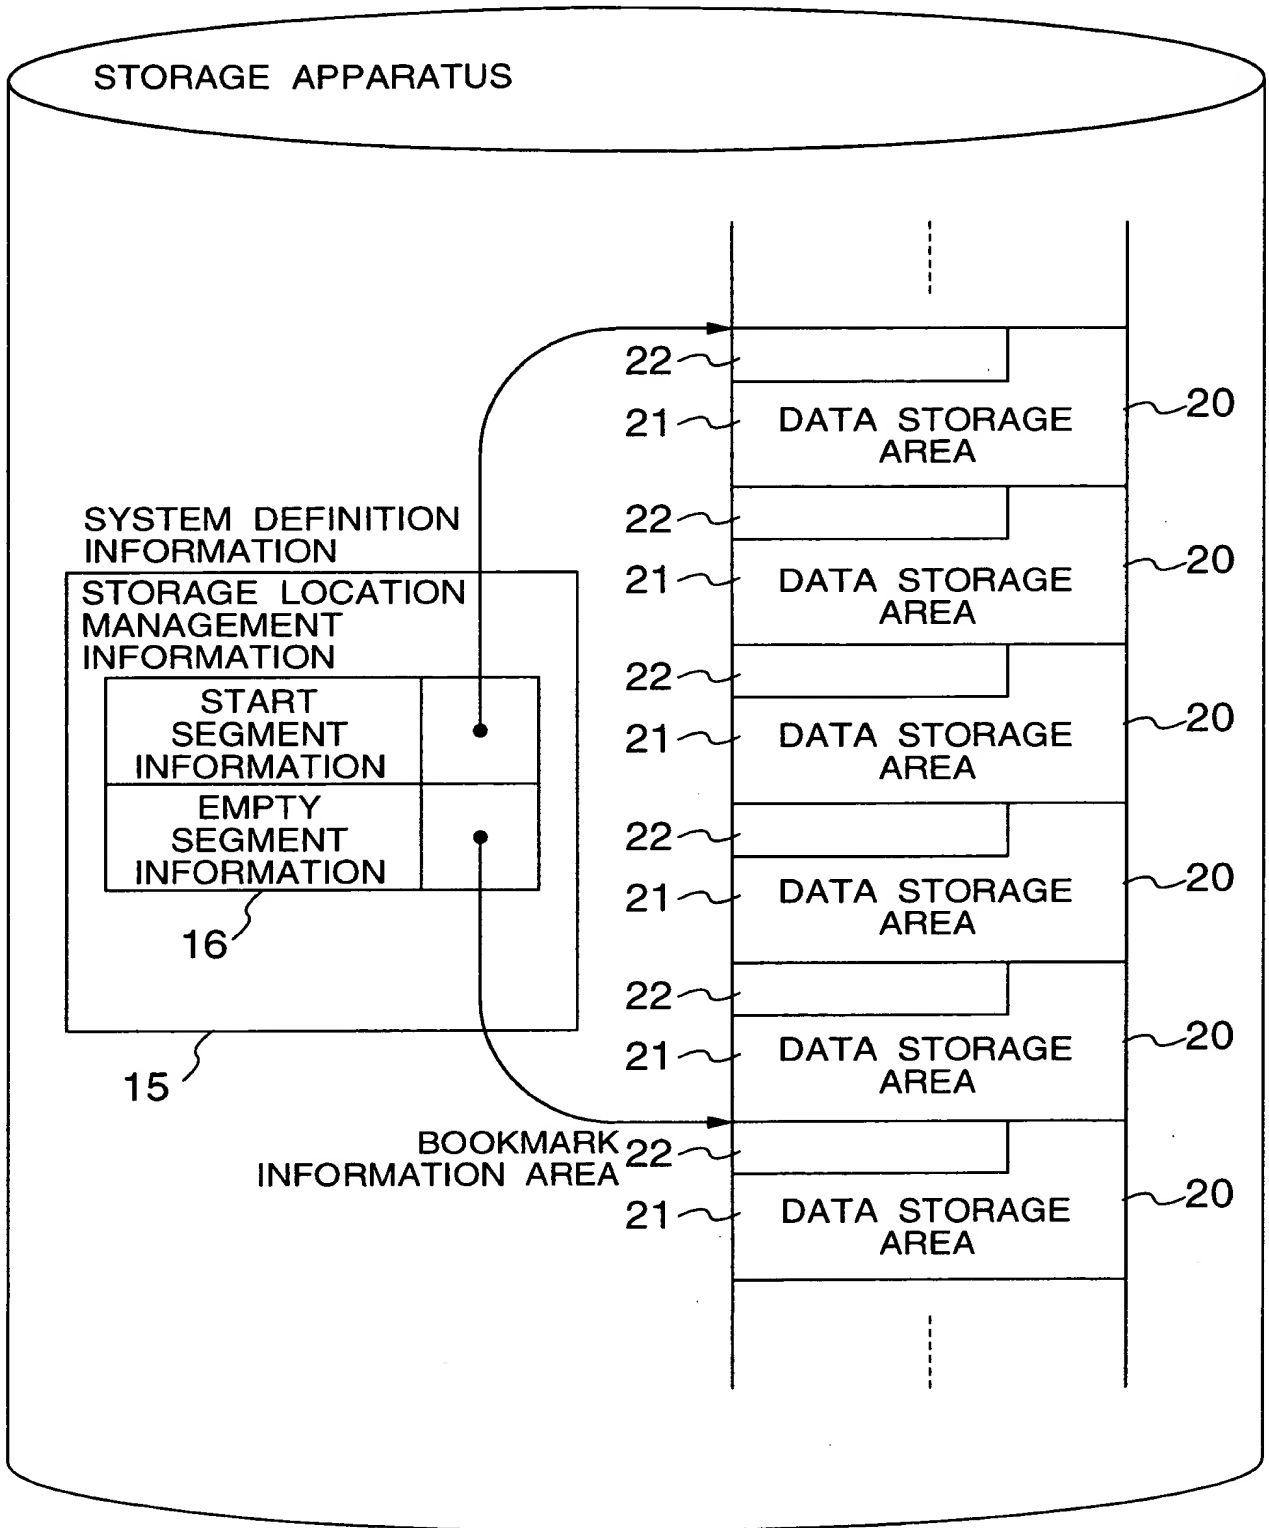 STORAGE APPARATUS
22
21
DATA STORAGE
AREA
20
22
21
DATA STORAGE
AREA
20
SYSTEM DEFINITION
INFORMATION
STORAGE LOCATION
MANAGEMENT
INFORMATION
START
SEGMENT
INFORMATION
EMPTY
SEGMENT
INFORMATION
16
15
22
21
DATA STORAGE
AREA
20
22
21
DATA STORAGE
AREA
20
22
21
DATA STORAGE
AREA
20
BOOKMARK
INFORMATION AREA
22
21
DATA STORAGE
AREA
20